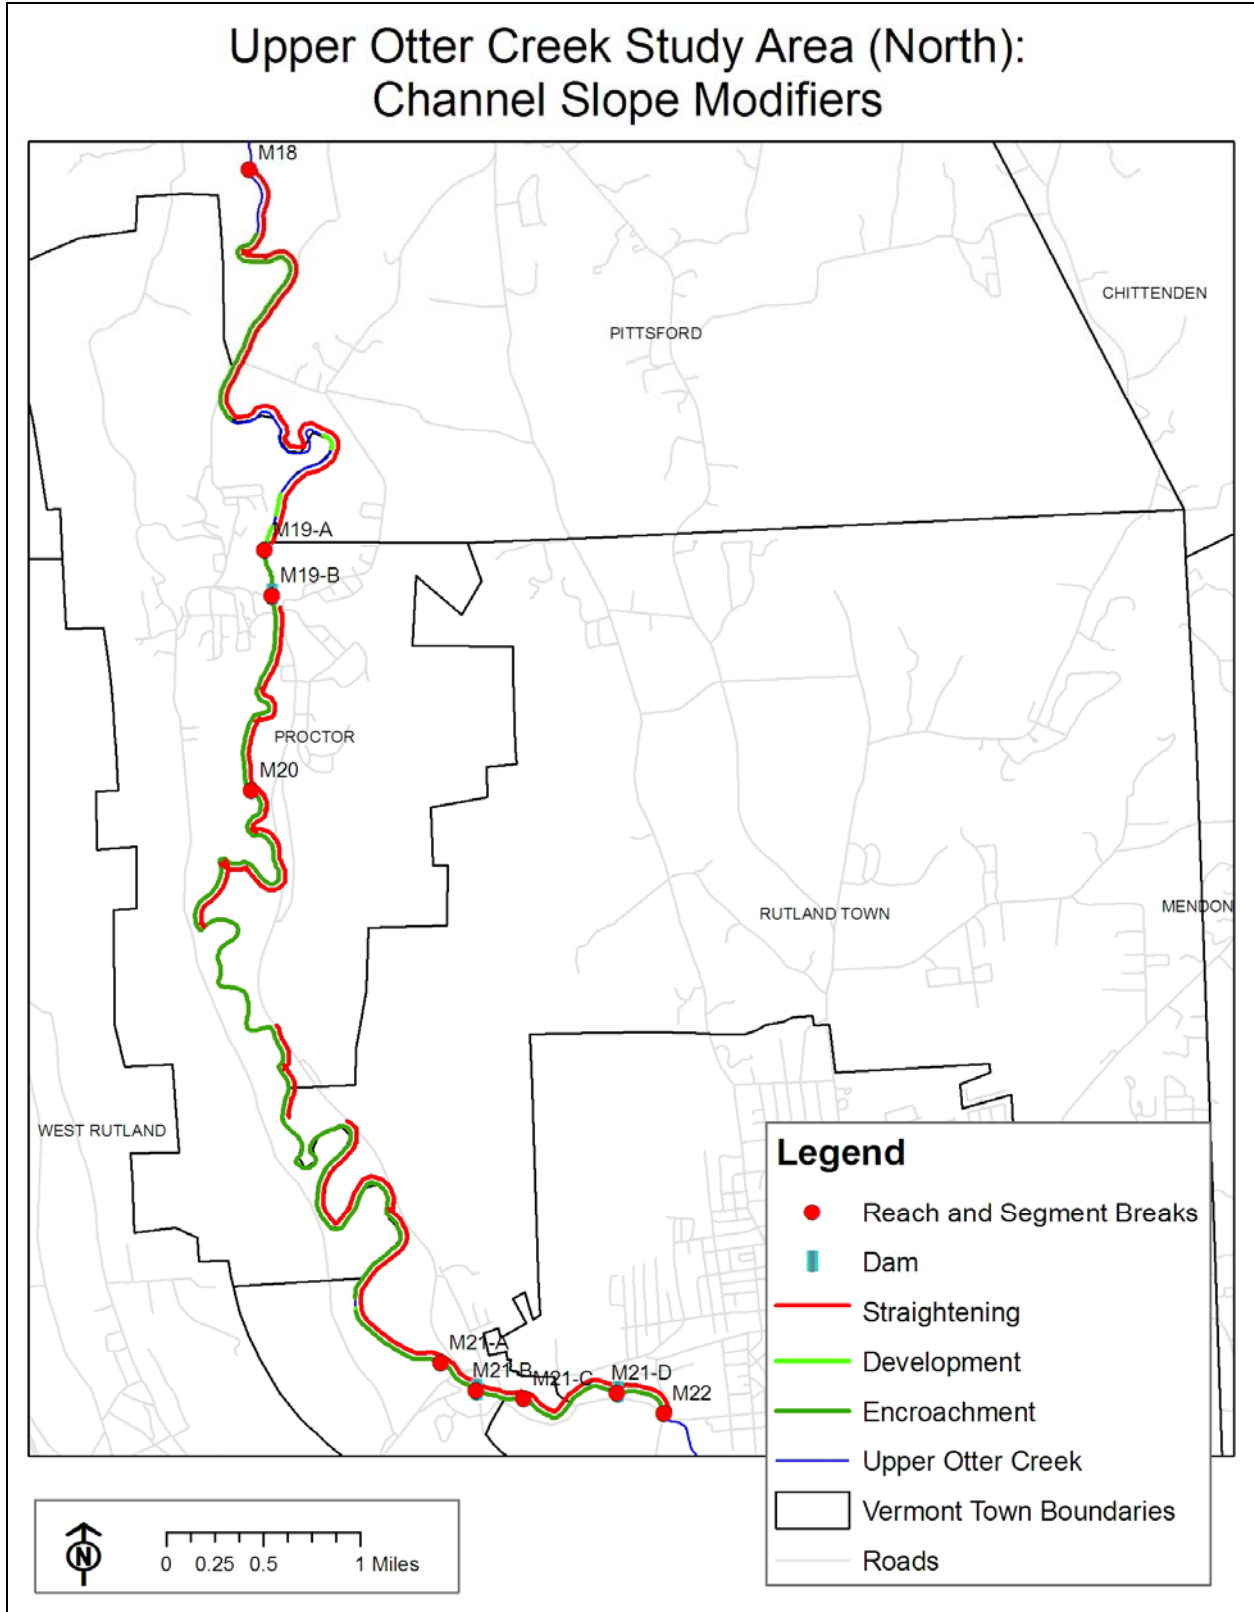 Upper Otter Creek Study Area (North):
Channel Slope Modifiers
M18
CHITTENDEN
PITTSFORD
M19-A
M19-B
PROCTOR
M20
RUTLAND TOWN
MENDON
WEST RUTLAND
M21-A
M21-B
M21-C
M21-D
M22
Legend
Reach and Segment Breaks
Dam
Straightening
Development
Encroachment
Upper Otter Creek
Vermont Town Boundaries
Roads
N
0 0.25 0.5 1 Miles